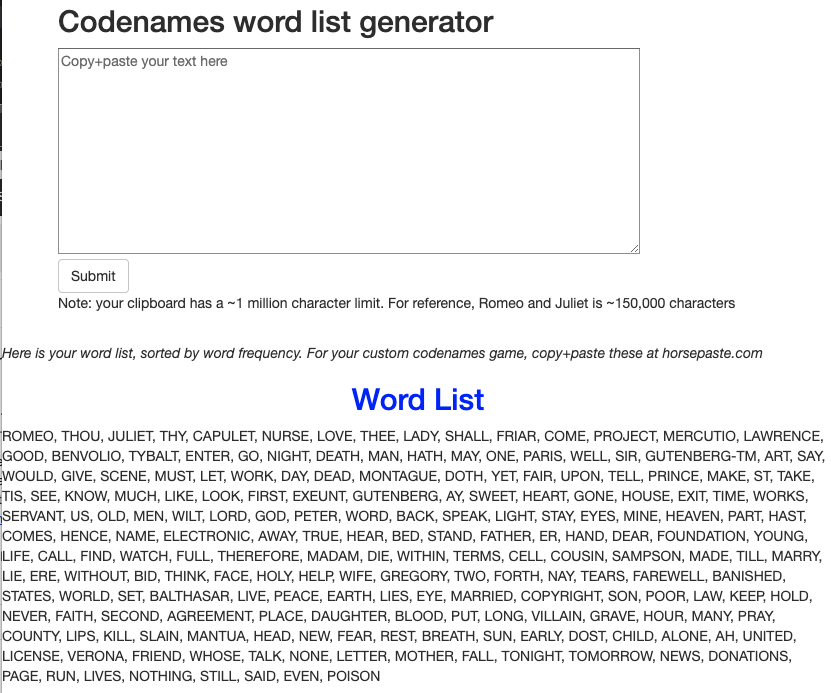 Codenames word list generator
Copy+paste your text here
Submit
Note: your clipboard has a ~1 million character limit. For reference, Romeo and Juliet is ~150,000 characters
Here is your word list, sorted by word frequency. For your custom codenames game, copy+paste these at horsepaste.com
Word List
ROMEO, THOU, JULIET, THY, CAPULET, NURSE, LOVE, THEE, LADY, SHALL, FRIAR, COME, PROJECT, MERCUTIO, LAWRENCE,
GOOD, BENVOLIO, TYBALT, ENTER, GO, NIGHT, DEATH, MAN, HATH, MAY, ONE, PARIS, WELL, SIR, GUTENBERG-TM, ART, SAY,
WOULD, GIVE, SCENE, MUST, LET, WORK, DAY, DEAD, MONTAGUE, DOTH, YET, FAIR, UPON, TELL, PRINCE, MAKE, ST, TAKE,
TIS, SEE, KNOW, MUCH, LIKE, LOOK, FIRST, EXEUNT, GUTENBERG, AY, SWEET, HEART, GONE, HOUSE, EXIT, TIME, WORKS,
SERVANT, US, OLD, MEN, WILT, LORD, GOD, PETER, WORD, BACK, SPEAK, LIGHT, STAY, EYES, MINE, HEAVEN, PART, HAST,
COMES, HENCE, NAME, ELECTRONIC, AWAY, TRUE, HEAR, BED, STAND, FATHER, ER, HAND, DEAR, FOUNDATION, YOUNG,
LIFE, CALL, FIND, WATCH, FULL, THEREFORE, MADAM, DIE, WITHIN, TERMS, CELL, COUSIN, SAMPSON, MADE, TILL, MARRY,
LIE, ERE, WITHOUT, BID, THINK, FACE, HOLY, HELP, WIFE, GREGORY, TWO, FORTH, NAY, TEARS, FAREWELL, BANISHED,
STATES, WORLD, SET, BALTHASAR, LIVE, PEACE, EARTH, LIES, EYE, MARRIED, COPYRIGHT, SON, POOR, LAW, KEEP, HOLD,
NEVER, FAITH, SECOND, AGREEMENT, PLACE, DAUGHTER, BLOOD, PUT, LONG, VILLAIN, GRAVE, HOUR, MANY, PRAY,
COUNTY, LIPS, KILL, SLAIN, MANTUA, HEAD, NEW, FEAR, REST, BREATH, SUN, EARLY, DOST, CHILD, ALONE, AH, UNITED,
LICENSE, VERONA, FRIEND, WHOSE, TALK, NONE, LETTER, MOTHER, FALL, TONIGHT, TOMORROW, NEWS, DONATIONS,
PAGE, RUN, LIVES, NOTHING, STILL, SAID, EVEN, POISON